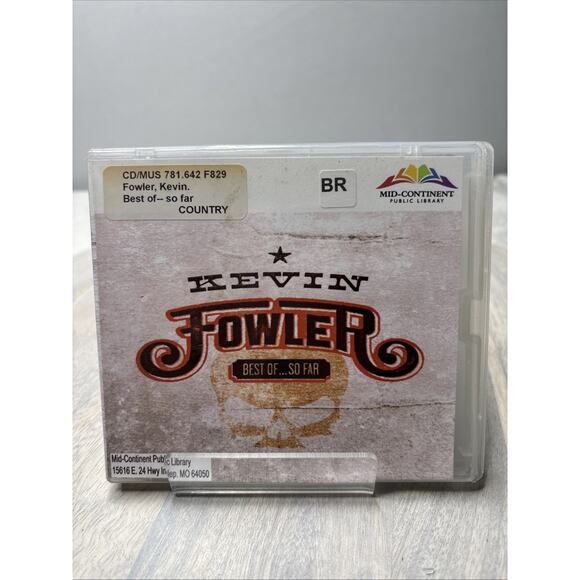 CD/MUS 781.642 F829
Fowler, Kevin.
Best of-- so far
COUNTRY
BR
MID-CONTINENT
PUBLIC LIBRARY
KEVIN
FOWLER
BEST OF...SO FAR
Mid-Continent Public Library
15616 E. 24 Hwy Indep. MO 64050